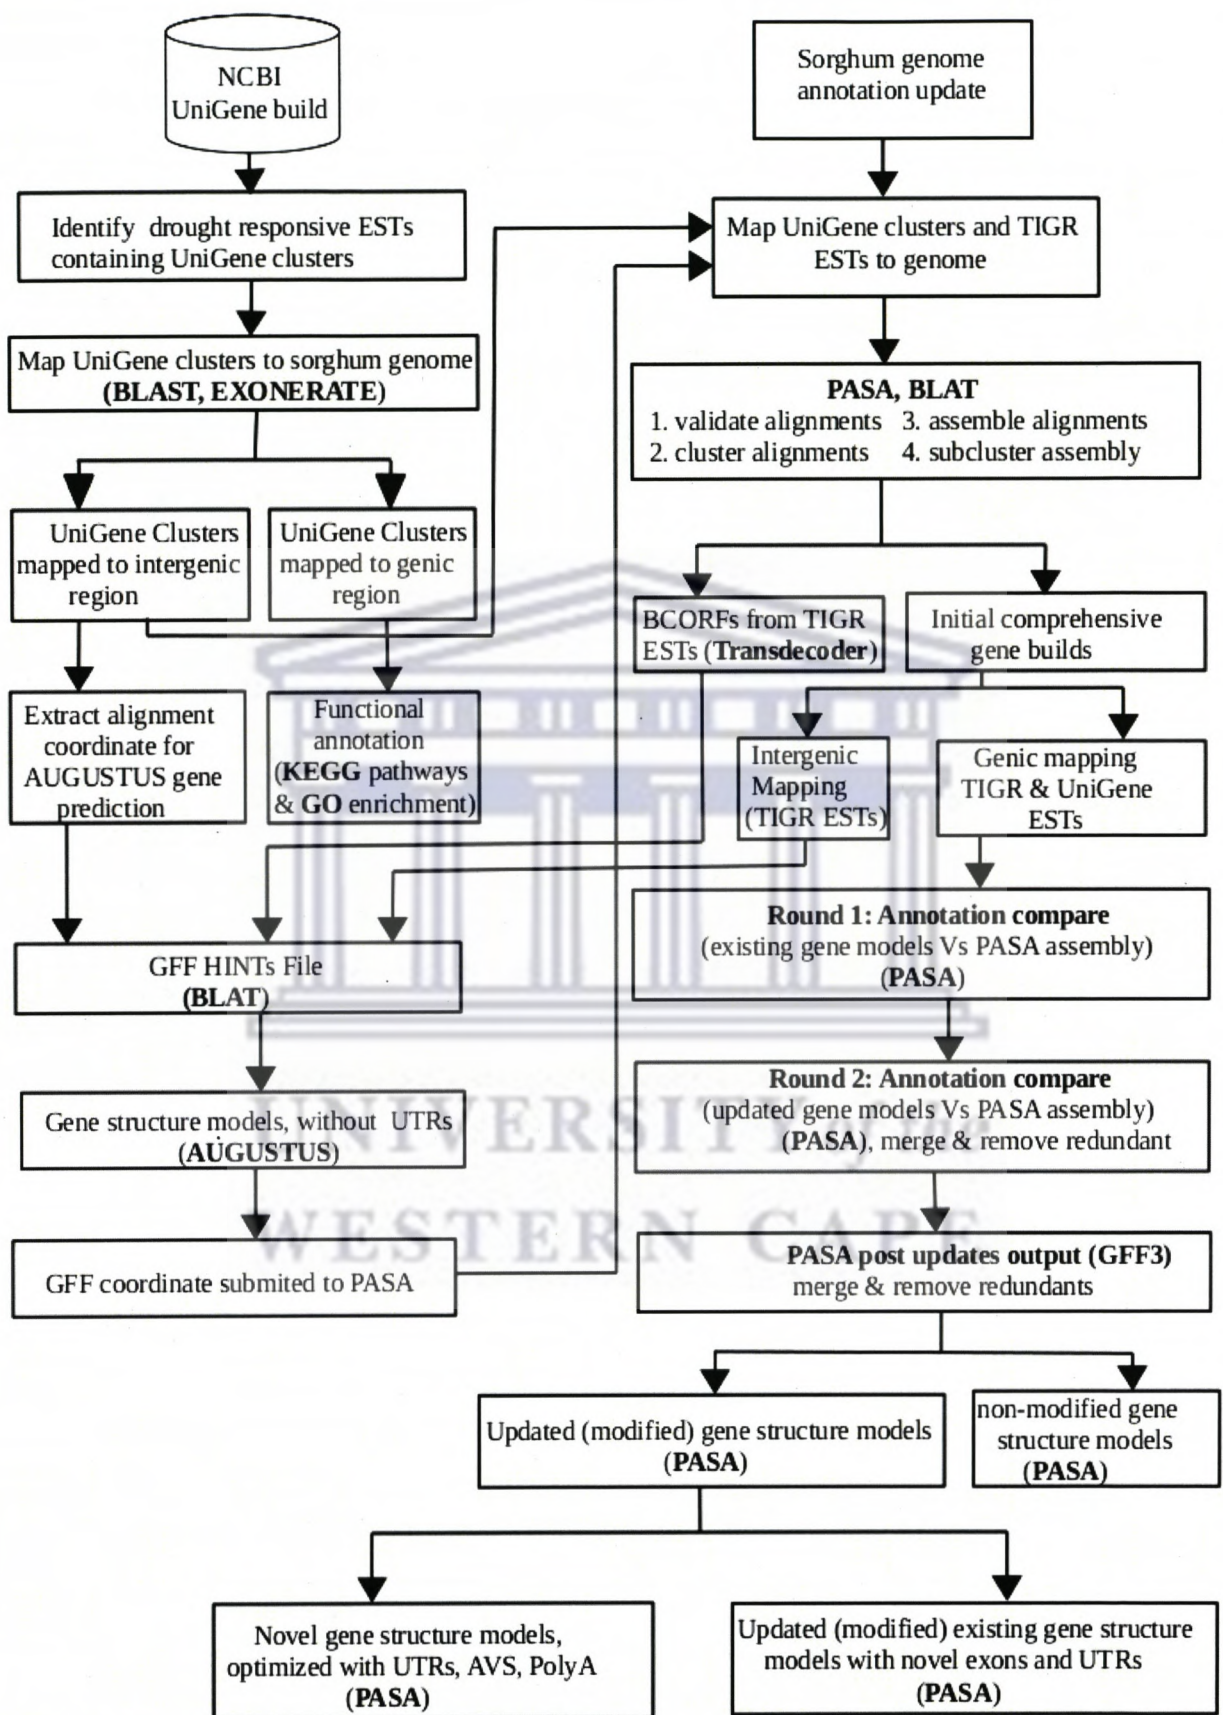 NCBI
UniGene build
Sorghum genome
annotation update
Identify drought responsive ESTs
containing UniGene clusters
Map UniGene clusters and TIGR
ESTs to genome
Map UniGene clusters to sorghum genome
(BLAST, EXONERATE)
PASA, BLAT
1. validate alignments 3. assemble alignments
2. cluster alignments 4. subcluster assembly
UniGene Clusters
mapped to intergenic
region
UniGene Clusters
mapped to genic
region
BCORFs from TIGR
ESTs (Transdecoder)
Initial comprehensive
gene builds
Extract alignment
coordinate for
AUGUSTUS gene
prediction
Functional
annotation
(KEGG pathways
& GO enrichment)
Intergenic
Mapping
(TIGR ESTs)
Genic mapping
TIGR & UniGene
ESTs
Round 1: Annotation compare
(existing gene models Vs PASA assembly)
(PASA)
GFF HINTs File
(BLAT)
Round 2: Annotation compare
(updated gene models Vs PASA assembly)
(PASA), merge & remove redundant
Gene structure models, without UTRs
(AUGUSTUS)
UNIVERSITY of the
WESTERN CAPE
GFF coordinate submited to PASA
PASA post updates output (GFF3)
merge & remove redundants
Updated (modified) gene structure models
(PASA)
non-modified gene
structure models
(PASA)
Novel gene structure models,
optimized with UTRs, AVS, PolyA
(PASA)
Updated (modified) existing gene structure
models with novel exons and UTRs
(PASA)